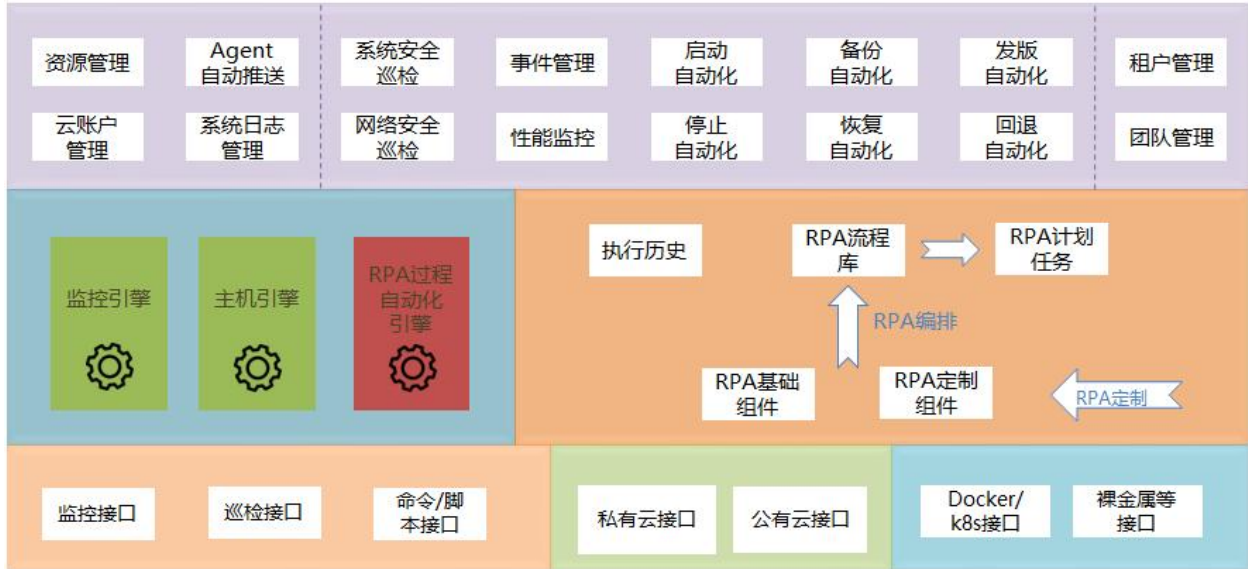 资源管理
Agent
自动推送
系统安全
巡检
事件管理
启动
自动化
备份
自动化
发版
自动化
租户管理
云账户
管理
系统日志
管理
网络安全
巡检
性能监控
停止
自动化
恢复
自动化
回退
自动化
团队管理
监控引擎
主机引擎
RPA过程
自动化
引擎
执行历史
RPA流程
库
RPA计划
任务
RPA编排
RPA基础
组件
RPA定制
组件
RPA定制
监控接口
巡检接口
命令/脚
本接口
私有云接口
公有云接口
Docker/
k8s接口
裸金属等
接口